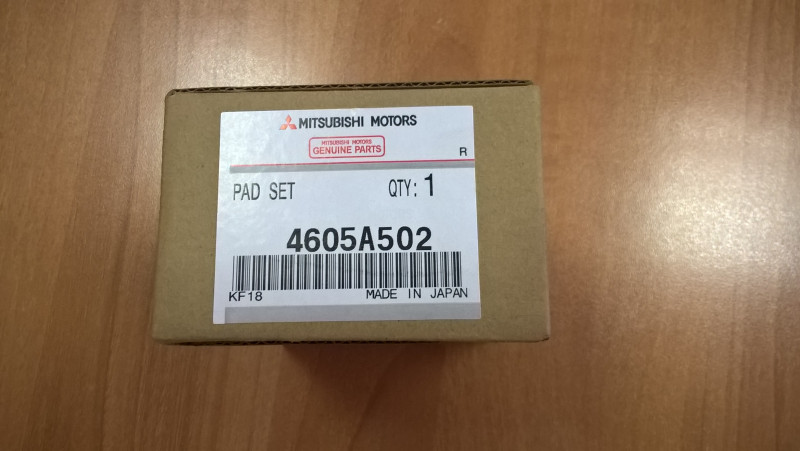 MITSUBISHI MOTORS
MITSUBISHI MOTORS
GENUINE PARTS
R
PAD SET QTY: 1
4605A502
KF18 MADE IN JAPAN